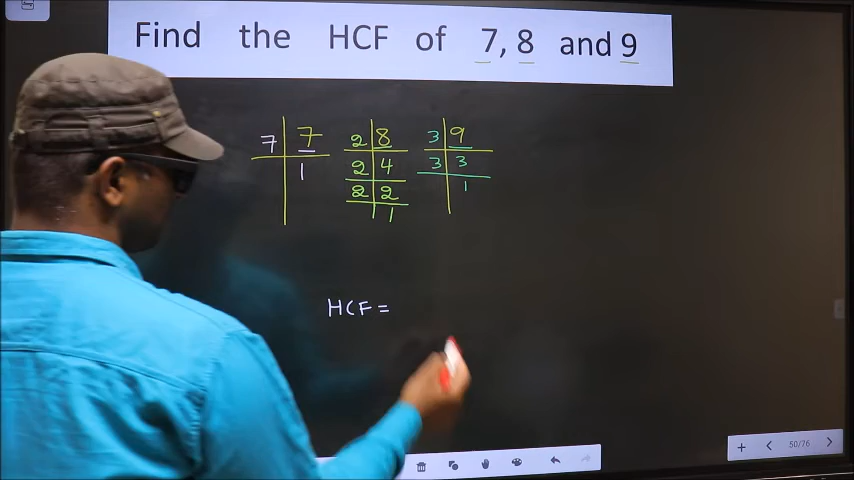 Find the HCF of 7, 8 and 9
7 7 2 8 3 9
1 2 4 3 3
2 2 1
1
HCF =
50/76